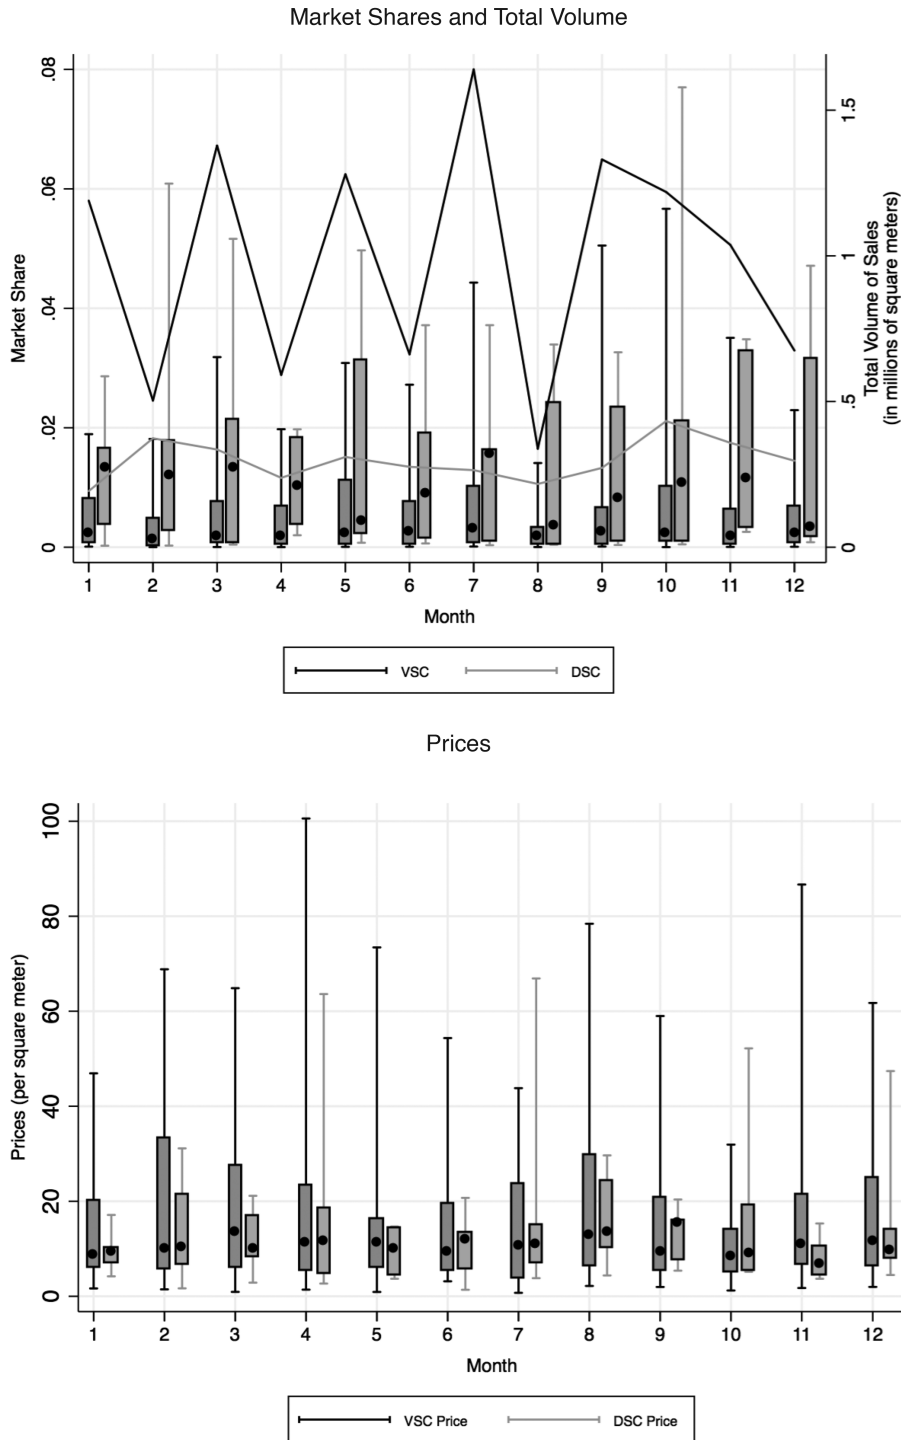 Market Shares and Total Volume
.08
.06
.04
.02
0
Market Share
1.5
1
.5
0
Total Volume of Sales
(in millions of square meters)
1 2 3 4 5 6 7 8 9 10 11 12
Month
VSC DSC
Prices
100
80
60
40
20
0
Prices (per square meter)
1 2 3 4 5 6 7 8 9 10 11 12
Month
VSC Price DSC Price